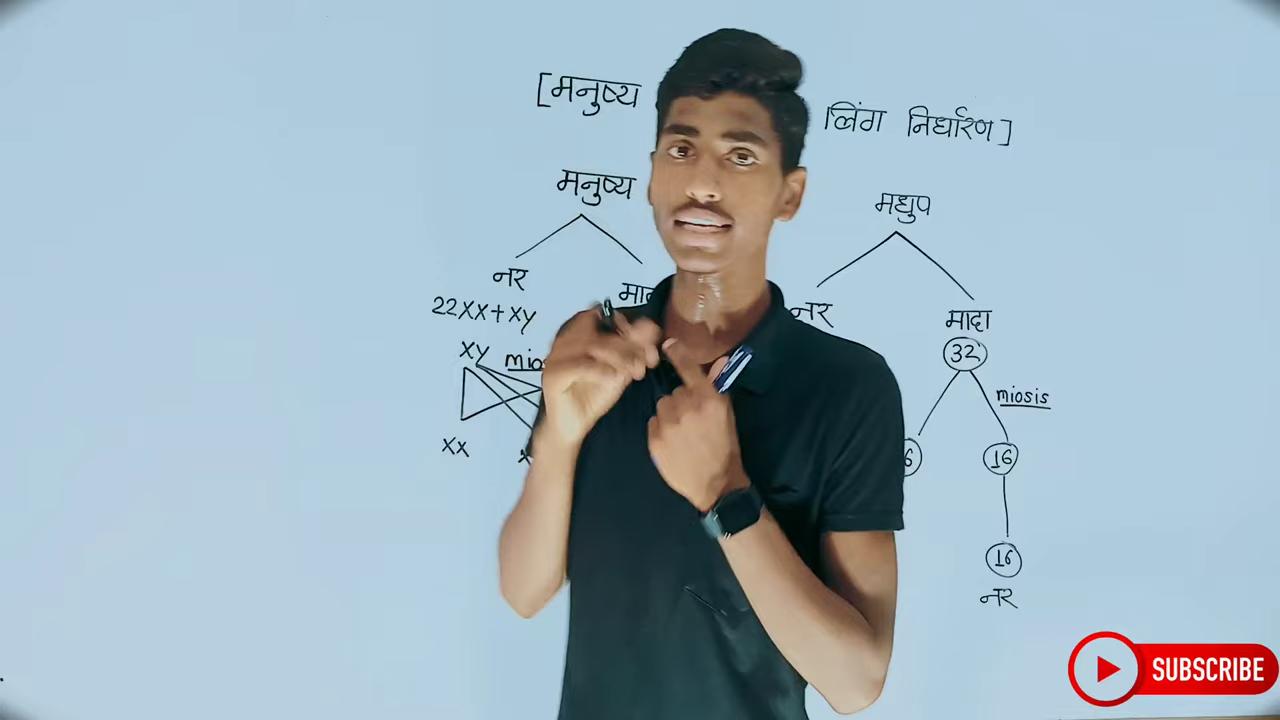 [मनुष्य लिंग निर्धारण]
मनुष्य
मधुप
नर
नर
मादा
22XX+XY
32
XY
miosis
XX
16
16
नर
SUBSCRIBE